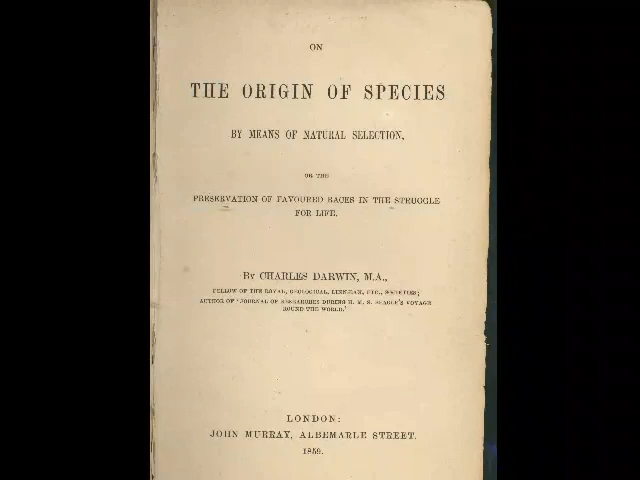 ON
THE ORIGIN OF SPECIES
BY MEANS OF NATURAL SELECTION,
OR THE
PRESERVATION OF FAVOURED RACES IN THE STRUGGLE
FOR LIFE.
BY CHARLES DARWIN, M.A.,
FELLOW OF THE ROYAL, GEOLOGICAL, LINNÆAN, ETC., SOCIETIES;
AUTHOR OF 'JOURNAL OF RESEARCHES DURING H. M. S. BEAGLE'S VOYAGE
ROUND THE WORLD.'
LONDON:
JOHN MURRAY, ALBEMARLE STREET.
1859.